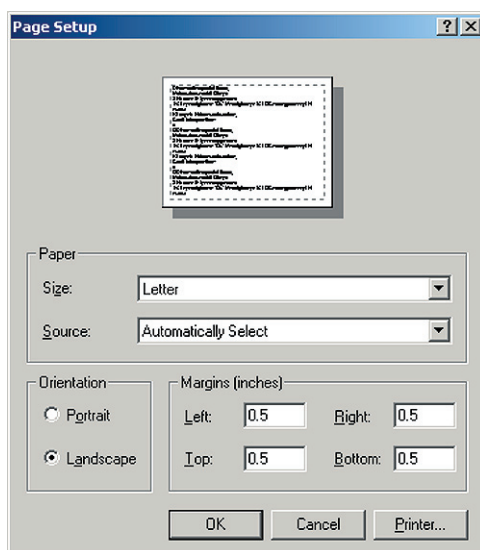 Page Setup
Paper
Size: Letter
Source: Automatically Select
Orientation
Portrait
Landscape
Margins (inches)
Left: 0.5 Right: 0.5
Top: 0.5 Bottom: 0.5
OK Cancel Printer...